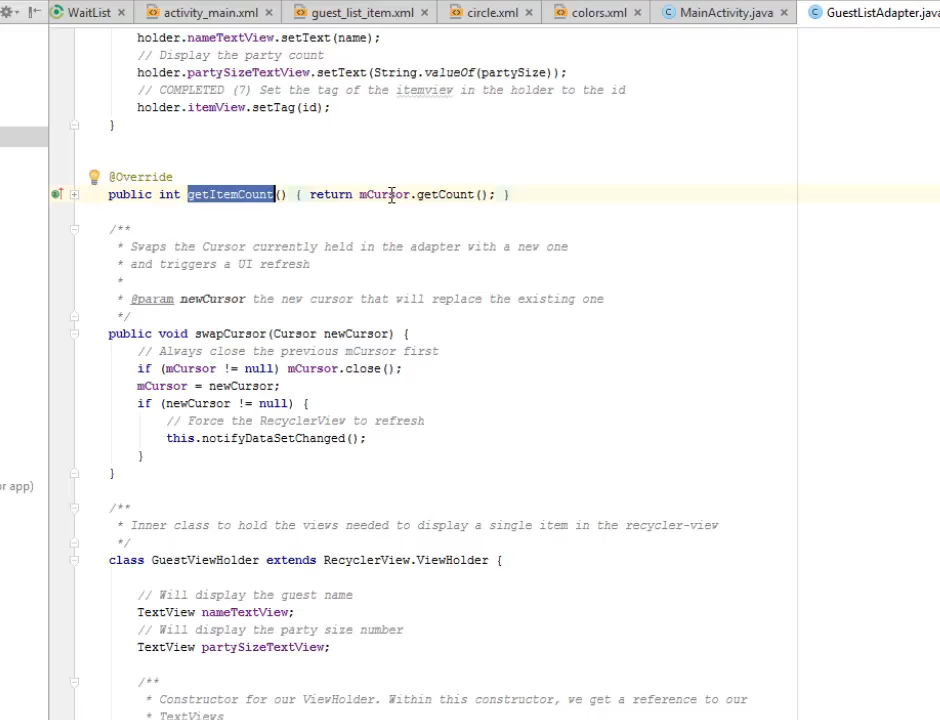 WaitList
activity_main.xml
guest_list_item.xml
circle.xml
colors.xml
MainActivity.java
GuestListAdapter.java
holder.nameTextView.setText(name);
// Display the party count
holder.partySizeTextView.setText(String.valueOf(partySize));
// COMPLETED (7) Set the tag of the itemview in the holder to the id
holder.itemView.setTag(id);
}
@Override
public int getItemCount() { return mCursor.getCount(); }
/**
* Swaps the Cursor currently held in the adapter with a new one
* and triggers a UI refresh
*
* @param newCursor the new cursor that will replace the existing one
*/
public void swapCursor(Cursor newCursor) {
// Always close the previous mCursor first
if (mCursor != null) mCursor.close();
mCursor = newCursor;
if (newCursor != null) {
// Force the RecyclerView to refresh
this.notifyDataSetChanged();
}
}
or app)
/**
* Inner class to hold the views needed to display a single item in the recycler-view
*/
class GuestViewHolder extends RecyclerView.ViewHolder {
// Will display the guest name
TextView nameTextView;
// Will display the party size number
TextView partySizeTextView;
/**
* Constructor for our ViewHolder. Within this constructor, we get a reference to our
* TextViews